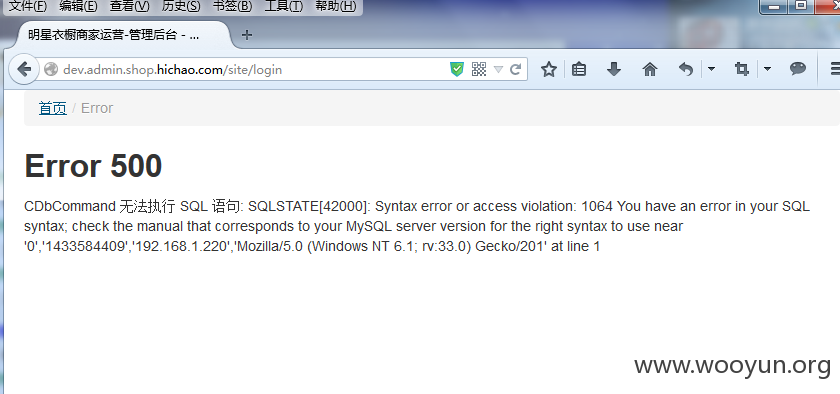 文件(F) 编辑(E) 查看(V) 历史(S) 书签(B) 工具(T) 帮助(H)
明星衣橱商家运营-管理后台 - ...
dev.admin.shop.hichao.com/site/login
首页 / Error
Error 500
CDbCommand 无法执行 SQL 语句: SQLSTATE[42000]: Syntax error or access violation: 1064 You have an error in your SQL
syntax; check the manual that corresponds to your MySQL server version for the right syntax to use near
'0','1433584409','192.168.1.220','Mozilla/5.0 (Windows NT 6.1; rv:33.0) Gecko/201' at line 1
www.wooyun.org